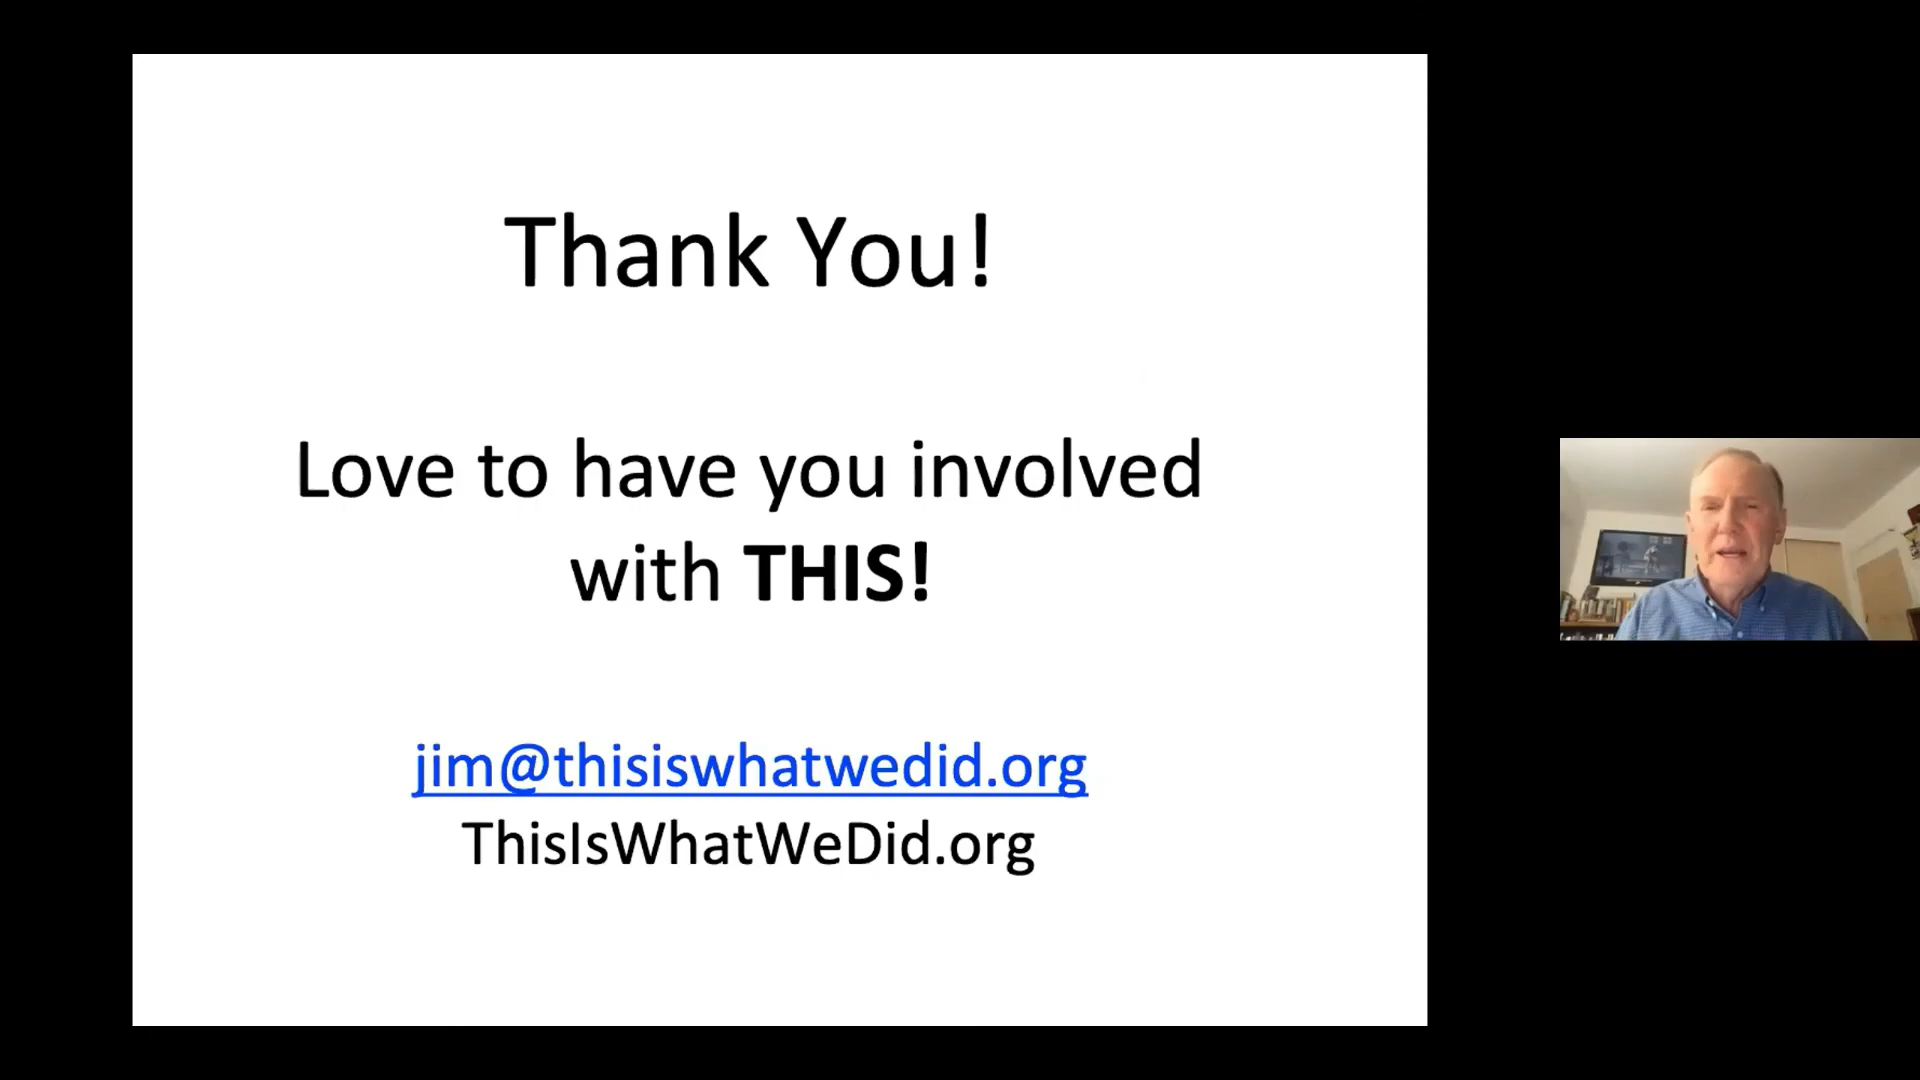 Thank You!
Love to have you involved
with THIS!
jim@thisiswhatwedid.org
ThisIsWhatWeDid.org